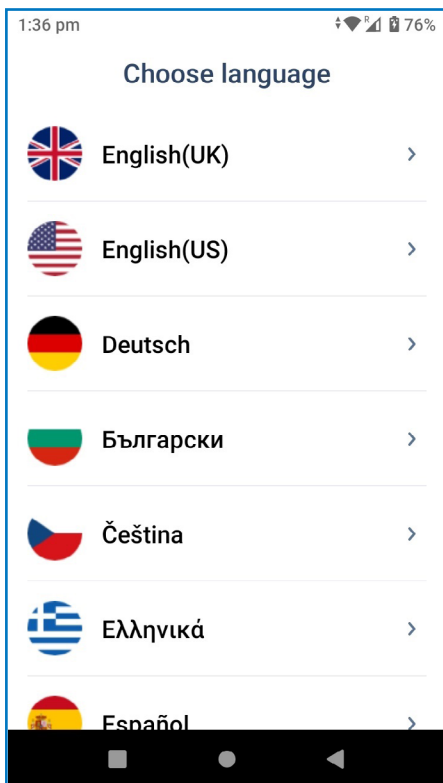 1:36 pm R 76%
Choose language
English(UK)
English(US)
Deutsch
Български
Čeština
Ελληνικά
Español